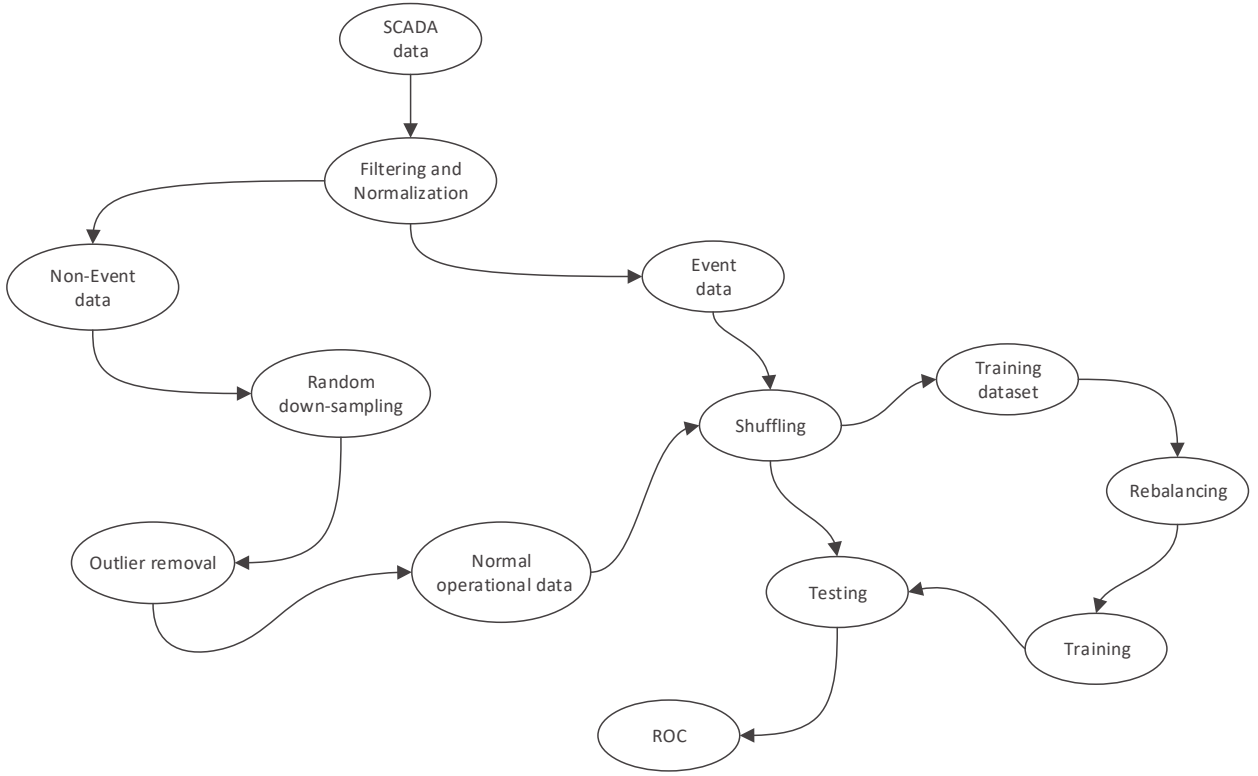 SCADA
data
Filtering and
Normalization
Non-Event
data
Event
data
Random
down-sampling
Training
dataset
Shuffling
Rebalancing
Outlier removal
Normal
operational data
Testing
Training
ROC